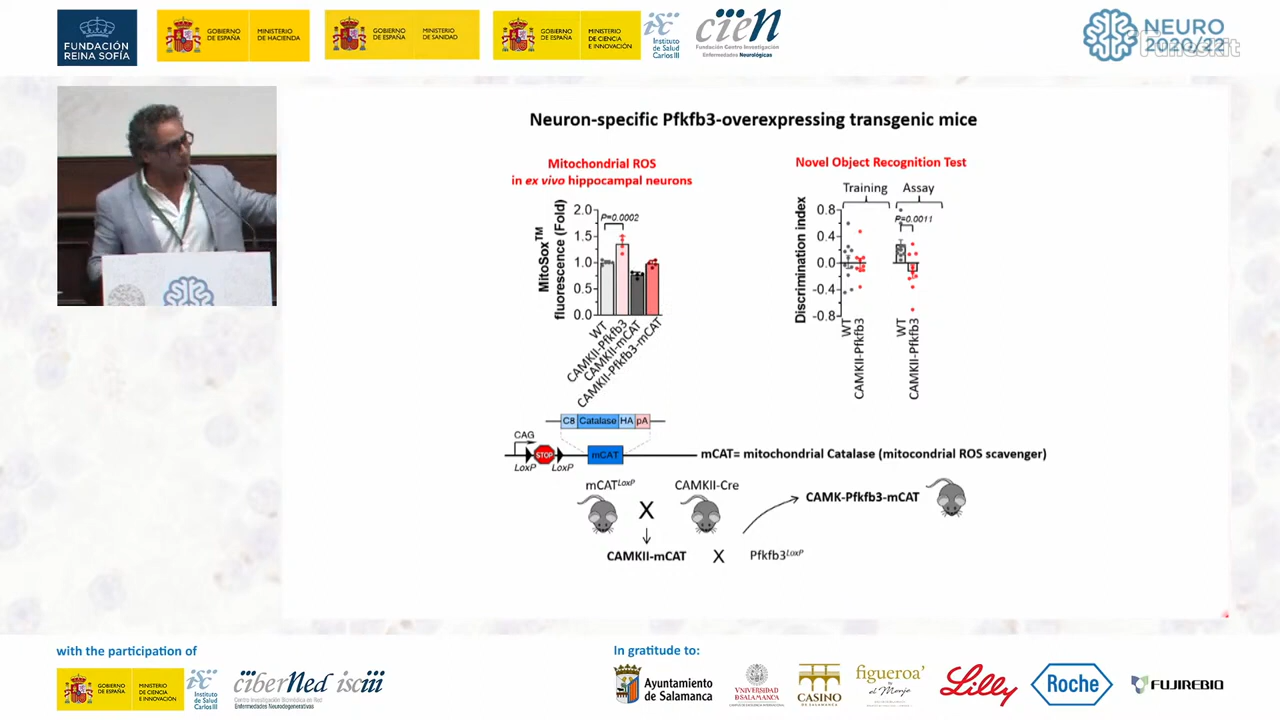 FUNDACIÓN
REINA SOFÍA
GOBIERNO
DE ESPAÑA
MINISTERIO
DE HACIENDA
GOBIERNO
DE ESPAÑA
MINISTERIO
DE SANIDAD
GOBIERNO
DE ESPAÑA
MINISTERIO
DE CIENCIA
E INNOVACIÓN
isc
Instituto
de Salud
Carlos III
cien
Fundación Centro Investigación
Enfermedades Neurológicas
NEURO
2020/22
Neuron-specific Pfkfb3-overexpressing transgenic mice
Mitochondrial ROS
in ex vivo hippocampal neurons
MitoSox™
fluorescence (Fold)
2.0
1.5
1.0
0.5
0.0
P=0.0002
WT
CAMKII-Pfkfb3
CAMKII-mCAT
CAMKII-Pfkfb3-mCAT
Novel Object Recognition Test
Training Assay
Discrimination index
0.8
0.4
0.0
-0.4
-0.8
P=0.0011
WT
CAMKII-Pfkfb3
WT
CAMKII-Pfkfb3
C8 Catalase HA pA
CAG
STOP
LoxP LoxP
mCAT
mCAT= mitochondrial Catalase (mitocondrial ROS scavenger)
mCATLoxP
X
CAMKII-Cre
CAMK-Pfkfb3-mCAT
CAMKII-mCAT X Pfkfb3LoxP
with the participation of
GOBIERNO
DE ESPAÑA
MINISTERIO
DE CIENCIA
E INNOVACIÓN
isc
Instituto
de Salud
Carlos III
ciberNed isciii
Centro Investigación Biomédica en Red
Enfermedades Neurodegenerativas
In gratitude to:
Ayuntamiento
de Salamanca
UNIVERSIDAD
D SALAMANCA
CASINO
DE SALAMANCA
figueroa'
by
el Monje
Lilly
Roche
FUJIREBIO